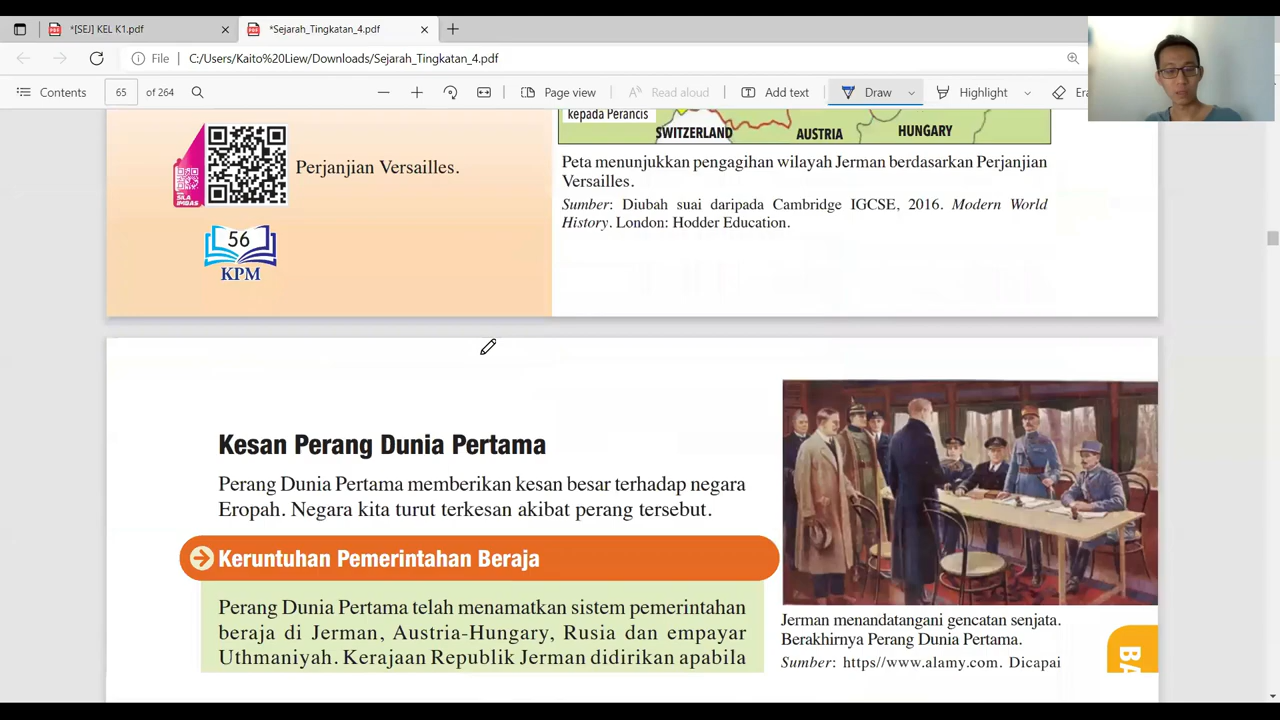 *[SEJ] KEL K1.pdf
*Sejarah_Tingkatan_4.pdf
File
C:/Users/Kaito%20Liew/Downloads/Sejarah_Tingkatan_4.pdf
Contents
65
of 264
Page view
Read aloud
Add text
Draw
Highlight
Era
kepada Perancis
SWITZERLAND
AUSTRIA
HUNGARY
Perjanjian Versailles.
SILA
IMBAS
56
KPM
Peta menunjukkan pengagihan wilayah Jerman berdasarkan Perjanjian
Versailles.
Sumber: Diubah suai daripada Cambridge IGCSE, 2016. Modern World
History. London: Hodder Education.
Kesan Perang Dunia Pertama
Perang Dunia Pertama memberikan kesan besar terhadap negara
Eropah. Negara kita turut terkesan akibat perang tersebut.
Keruntuhan Pemerintahan Beraja
Perang Dunia Pertama telah menamatkan sistem pemerintahan
beraja di Jerman, Austria-Hungary, Rusia dan empayar
Uthmaniyah. Kerajaan Republik Jerman didirikan apabila
Jerman menandatangani gencatan senjata.
Berakhirnya Perang Dunia Pertama.
Sumber: https//www.alamy.com. Dicapai
BA